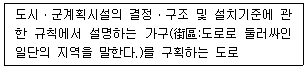 도시ㆍ군계획시설의 결정ㆍ구조 및 설치기준에 관
한 규칙에서 설명하는 가구(街區:도로로 둘러싸인
일단의 지역을 말한다.)를 구획하는 도로